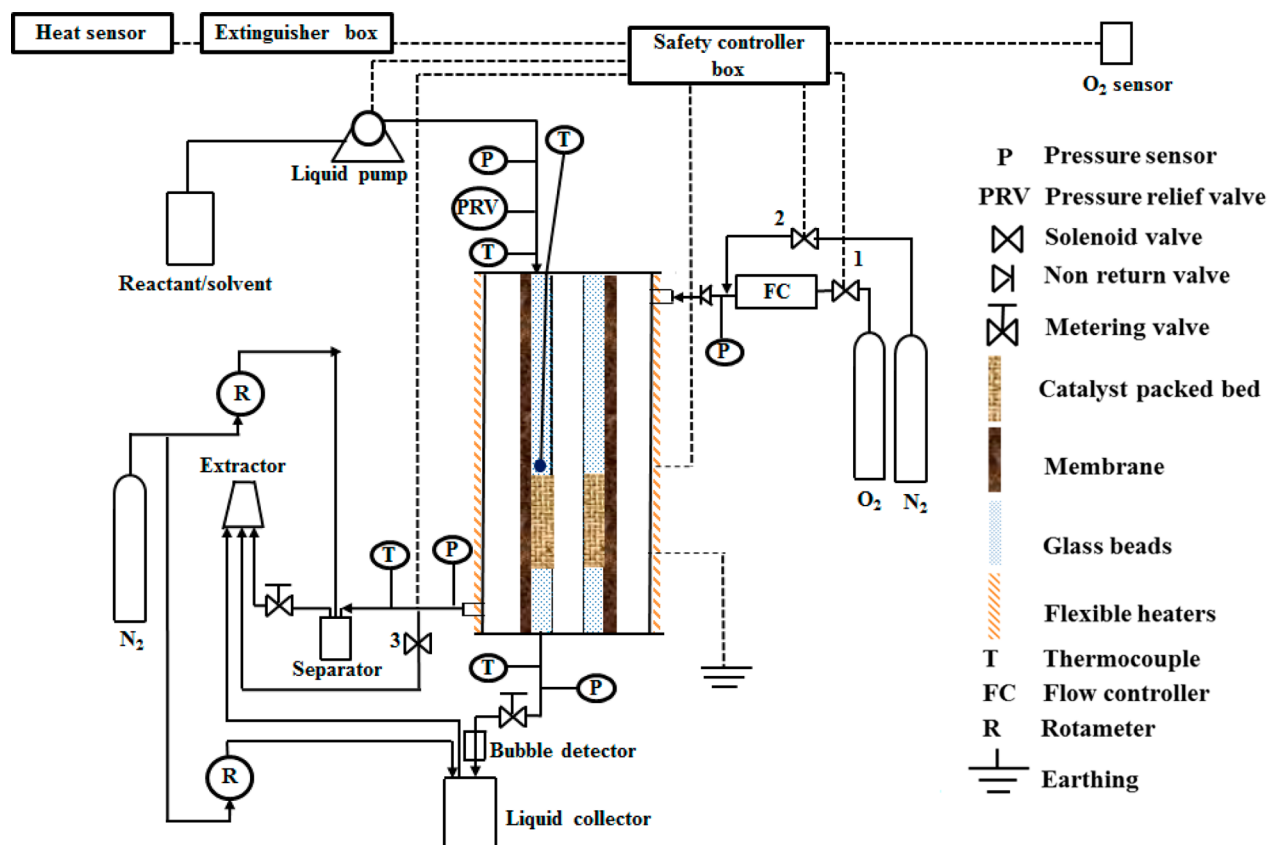 Heat sensor
Extinguisher box
Safety controller
box
O2 sensor
Liquid pump
Reactant/solvent
P
PRV
T
T
2
1
FC
P
O2
N2
R
Extractor
N2
Separator
T
P
3
T
P
Bubble detector
R
Liquid collector
P Pressure sensor
PRV Pressure relief valve
Solenoid valve
Non return valve
Metering valve
Catalyst packed bed
Membrane
Glass beads
Flexible heaters
T Thermocouple
FC Flow controller
R Rotameter
Earthing